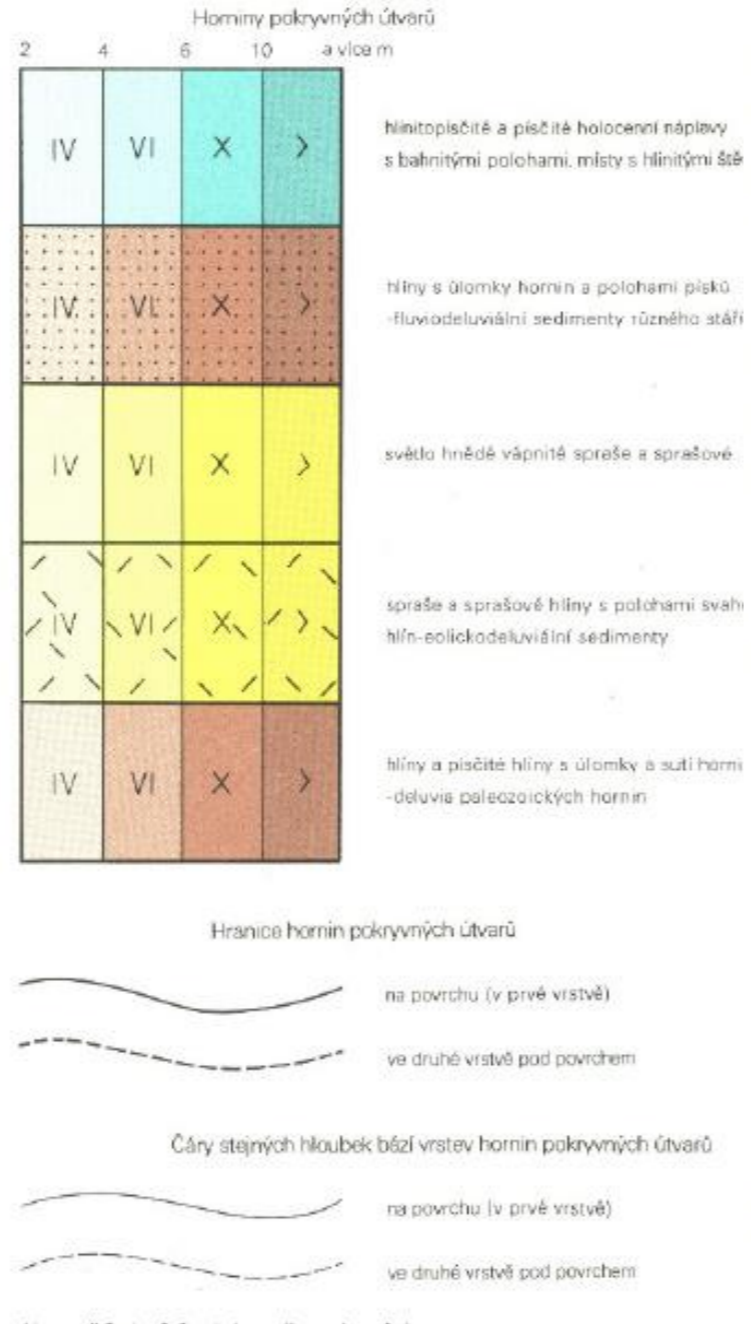 Horniny pokryvných útvarů
2 4 6 10 a více m
IV VI X >
hlinitopísčité a písčité holocenní náplavy
s bahnitými polohami, místy s hlinitými ště
IV VI X >
hlíny s úlomky hornin a polohami písků
-fluviodeluviální sedimenty různého stáří
IV VI X >
světlo hnědé vápnité spraše a sprašové
IV VI X >
spraše a sprašové hlíny s polohami svaho
hlín-eolickodeluviální sedimenty
IV VI X >
hlíny a písčité hlíny s úlomky a sutí horni
-deluvia paleozoických hornin
Hranice hornin pokryvných útvarů
na povrchu (v prvé vrstvě)
ve druhé vrstvě pod povrchem
Čáry stejných hloubek bází vrstev hornin pokryvných útvarů
na povrchu (v prvé vrstvě)
ve druhé vrstvě pod povrchem